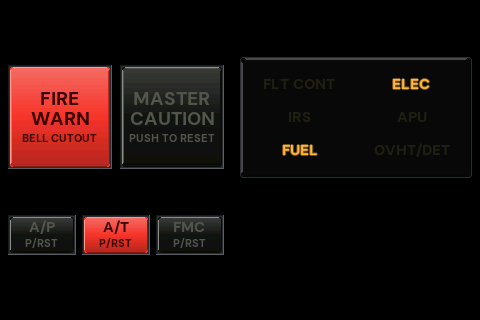 FIRE
WARN
BELL CUTOUT
MASTER
CAUTION
PUSH TO RESET
FLT CONT ELEC
IRS APU
FUEL OVHT/DET
A/P
P/RST
A/T
P/RST
FMC
P/RST